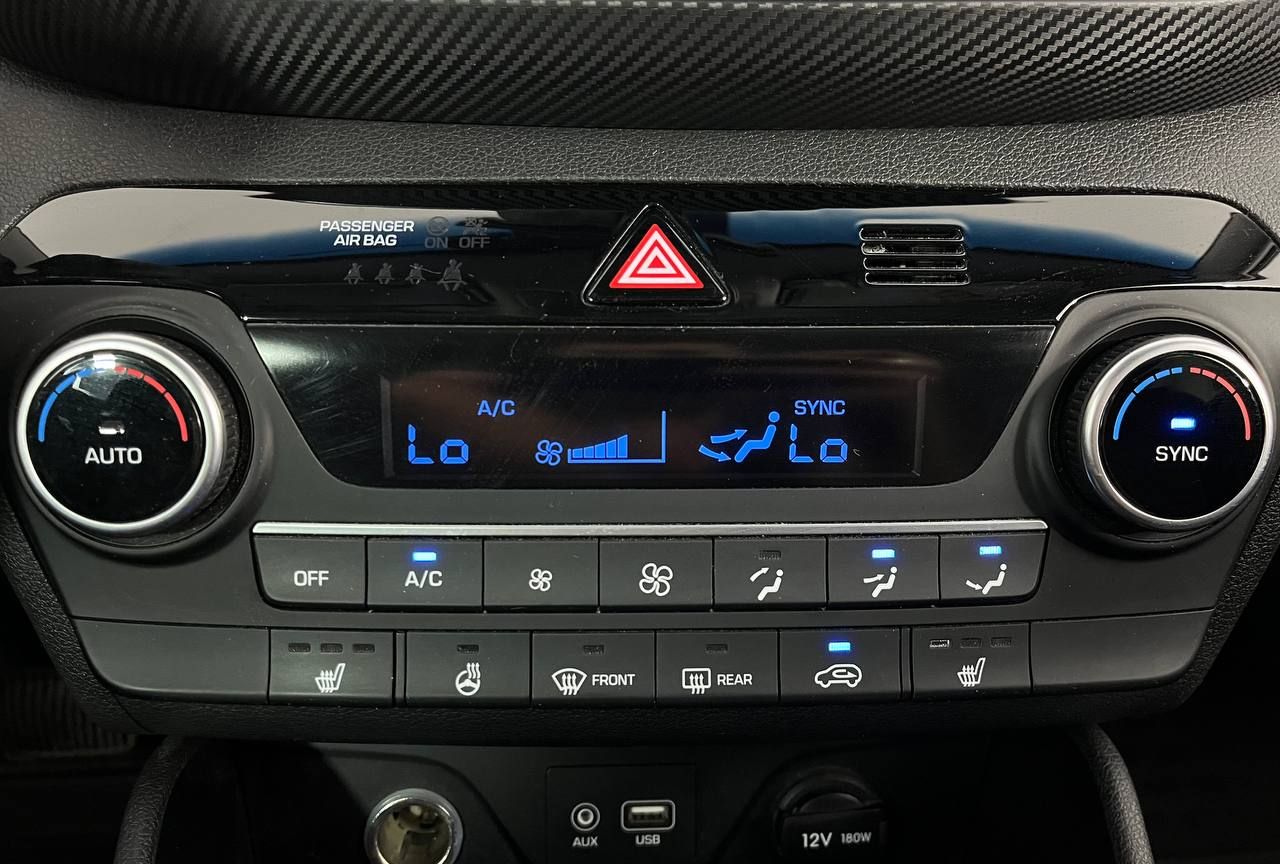 PASSENGER
AIR BAG ON OFF
A/C SYNC
Lo Lo
AUTO
SYNC
OFF A/C
FRONT REAR
AUX USB 12V 180W